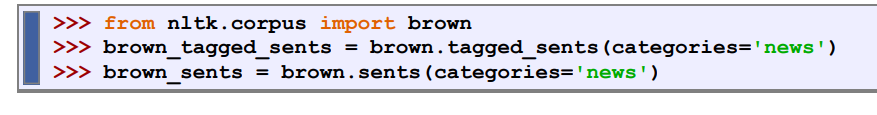 >>> from nltk.corpus import brown
>>> brown_tagged_sents = brown.tagged_sents(categories='news')
>>> brown_sents = brown.sents(categories='news')